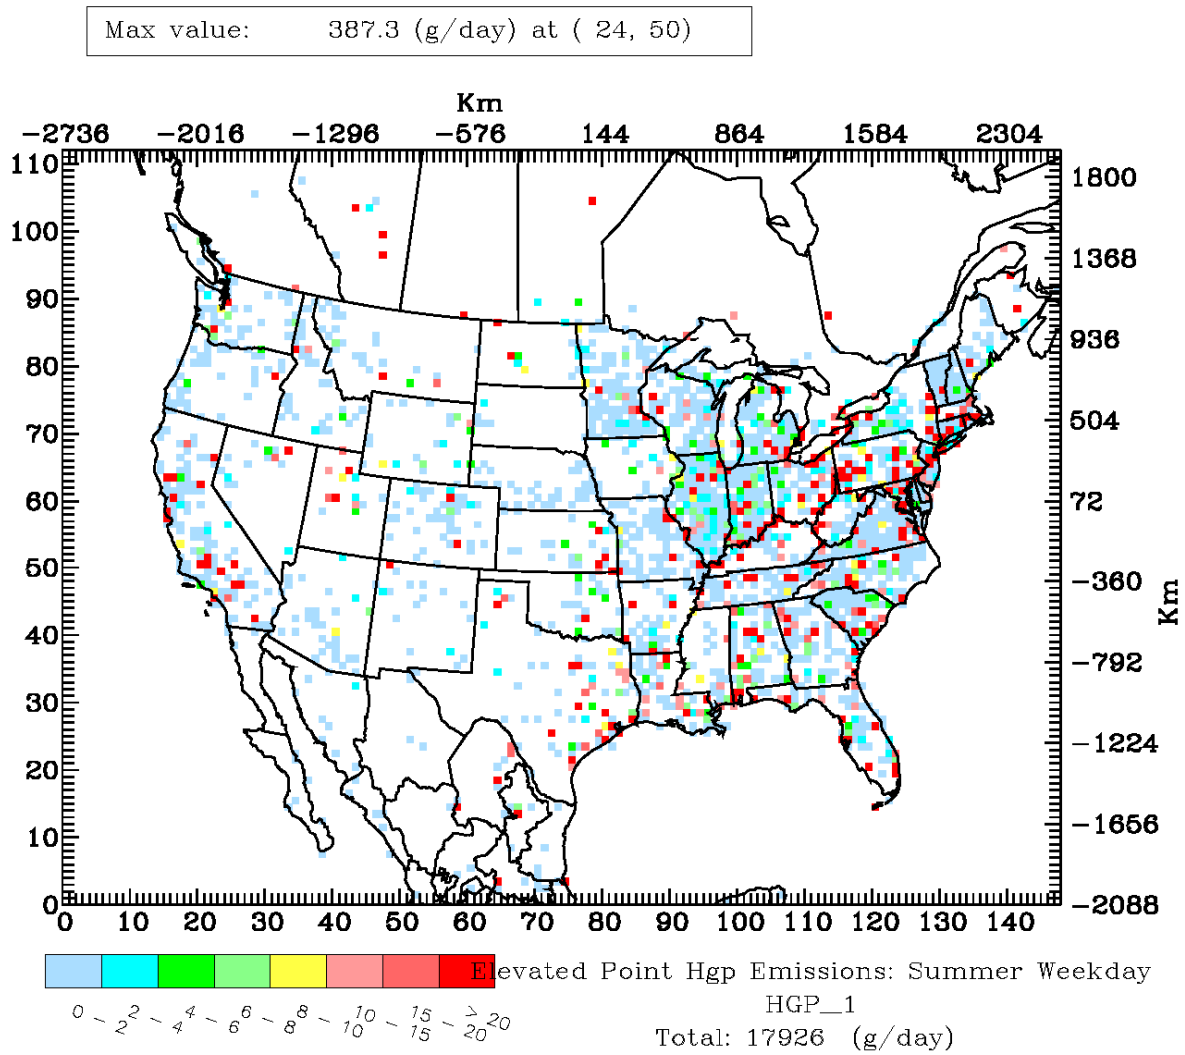 Max value: 387.3 (g/day) at ( 24, 50)
Km
-2736 -2016 -1296 -576 144 864 1584 2304
110
100
90
80
70
60
50
40
30
20
10
0
1800
1368
936
504
72
-360
-792
-1224
-1656
-2088
Km
0 10 20 30 40 50 60 70 80 90 100 110 120 130 140
0 - 2
2 - 4
4 - 6
6 - 8
8 - 10
10 - 15
15 - 20
> 20
Elevated Point Hgp Emissions: Summer Weekday
HGP_1
Total: 17926 (g/day)